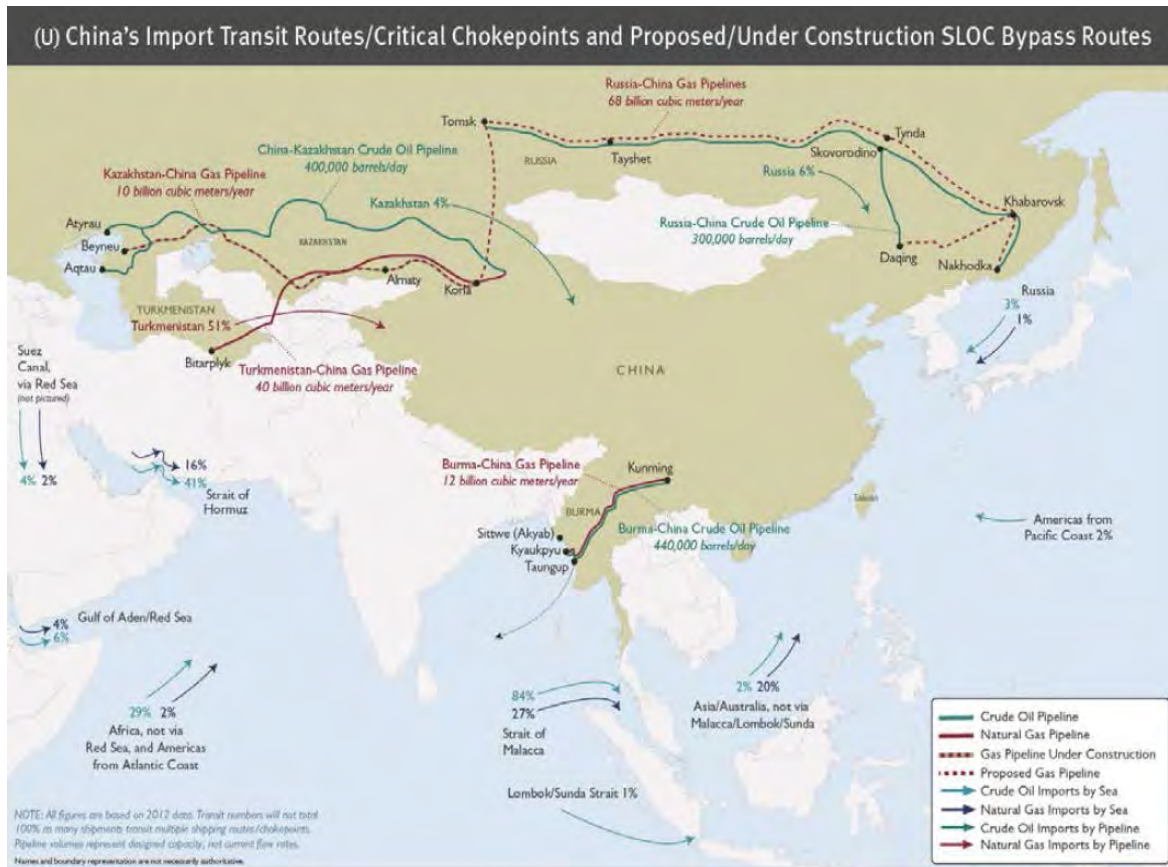 (U) China's Import Transit Routes/Critical Chokepoints and Proposed/Under Construction SLOC Bypass Routes
Russia-China Gas Pipelines
68 billion cubic meters/year
Tomsk
Tynda
China-Kazakhstan Crude Oil Pipeline
400,000 barrels/day
RUSSIA
Tayshet
Skovorodino
Russia 6%
Kazakhstan-China Gas Pipeline
10 billion cubic meters/year
Kazakhstan 4%
Khabarovsk
Atyrau
Beyneu
Aqtau
KAZAKHSTAN
Russia-China Crude Oil Pipeline
300,000 barrels/day
Daqing
Nakhodka
Almaty
Korla
Russia
3%
1%
TURKMENISTAN
Turkmenistan 51%
Bitarplyk
Turkmenistan-China Gas Pipeline
40 billion cubic meters/year
CHINA
Suez
Canal,
via Red Sea
(not pictured)
4% 2%
16%
41%
Strait of
Hormuz
Burma-China Gas Pipeline
12 billion cubic meters/year
Kunming
BURMA
Taiwan
Sittwe (Akyab)
Kyaukpyu
Taungup
Burma-China Crude Oil Pipeline
440,000 barrels/day
Americas from
Pacific Coast 2%
4%
6%
Gulf of Aden/Red Sea
29% 2%
Africa, not via
Red Sea, and Americas
from Atlantic Coast
84%
27%
Strait of
Malacca
2% 20%
Asia/Australia, not via
Malacca/Lombok/Sunda
Lombok/Sunda Strait 1%
Crude Oil Pipeline
Natural Gas Pipeline
Gas Pipeline Under Construction
Proposed Gas Pipeline
Crude Oil Imports by Sea
Natural Gas Imports by Sea
Crude Oil Imports by Pipeline
Natural Gas Imports by Pipeline
NOTE: All figures are based on 2012 data. Transit numbers will not total
100% as many shipments transit multiple shipping routes/chokepoints.
Pipeline volumes represent designed capacity, not current flow rates.
Names and boundary representation are not necessarily authoritative.